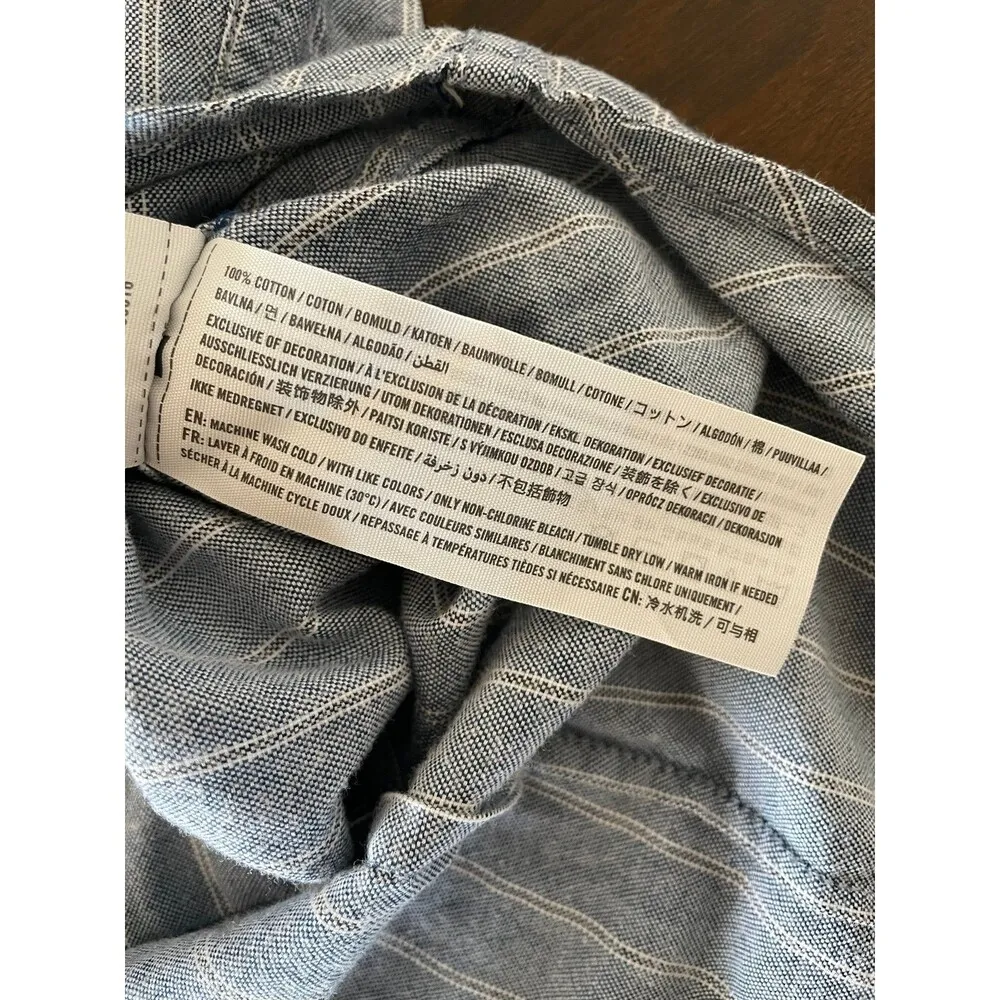 100% COTTON / COTON / BOMULD / KATOEN / BAUMWOLLE / BOMULL / COTONE / コットン / ALGODÓN / 棉 / PUUVILLAA /
BAVLNA / 면 / BAWEŁNA / ALGODÃO / القطن
EXCLUSIVE OF DECORATION / À L'EXCLUSION DE LA DÉCORATION / EKSKL. DEKORATION / EXCLUSIEF DECORATIE /
AUSSCHLIESSLICH VERZIERUNG / UTOM DEKORATIONEN / ESCLUSA DECORAZIONE / 装飾を除く / EXCLUSIVO DE
DECORACIÓN / 装饰物除外 / PAITSI KORISTE / S VÝJIMKOU OZDOB / 고급 장식 / OPRÓCZ DEKORACJI / DEKORASJON
IKKE MEDREGNET / EXCLUSIVO DO ENFEITE / دون زخرفة / 不包括飾物
EN: MACHINE WASH COLD / WITH LIKE COLORS / ONLY NON-CHLORINE BLEACH / TUMBLE DRY LOW / WARM IRON IF NEEDED
FR: LAVER À FROID EN MACHINE (30°C) / AVEC COULEURS SIMILAIRES / BLANCHIMENT SANS CHLORE UNIQUEMENT /
SÉCHER À LA MACHINE CYCLE DOUX / REPASSAGE À TEMPÉRATURES TIÈDES SI NÉCESSAIRE CN: 冷水机洗 / 可与相